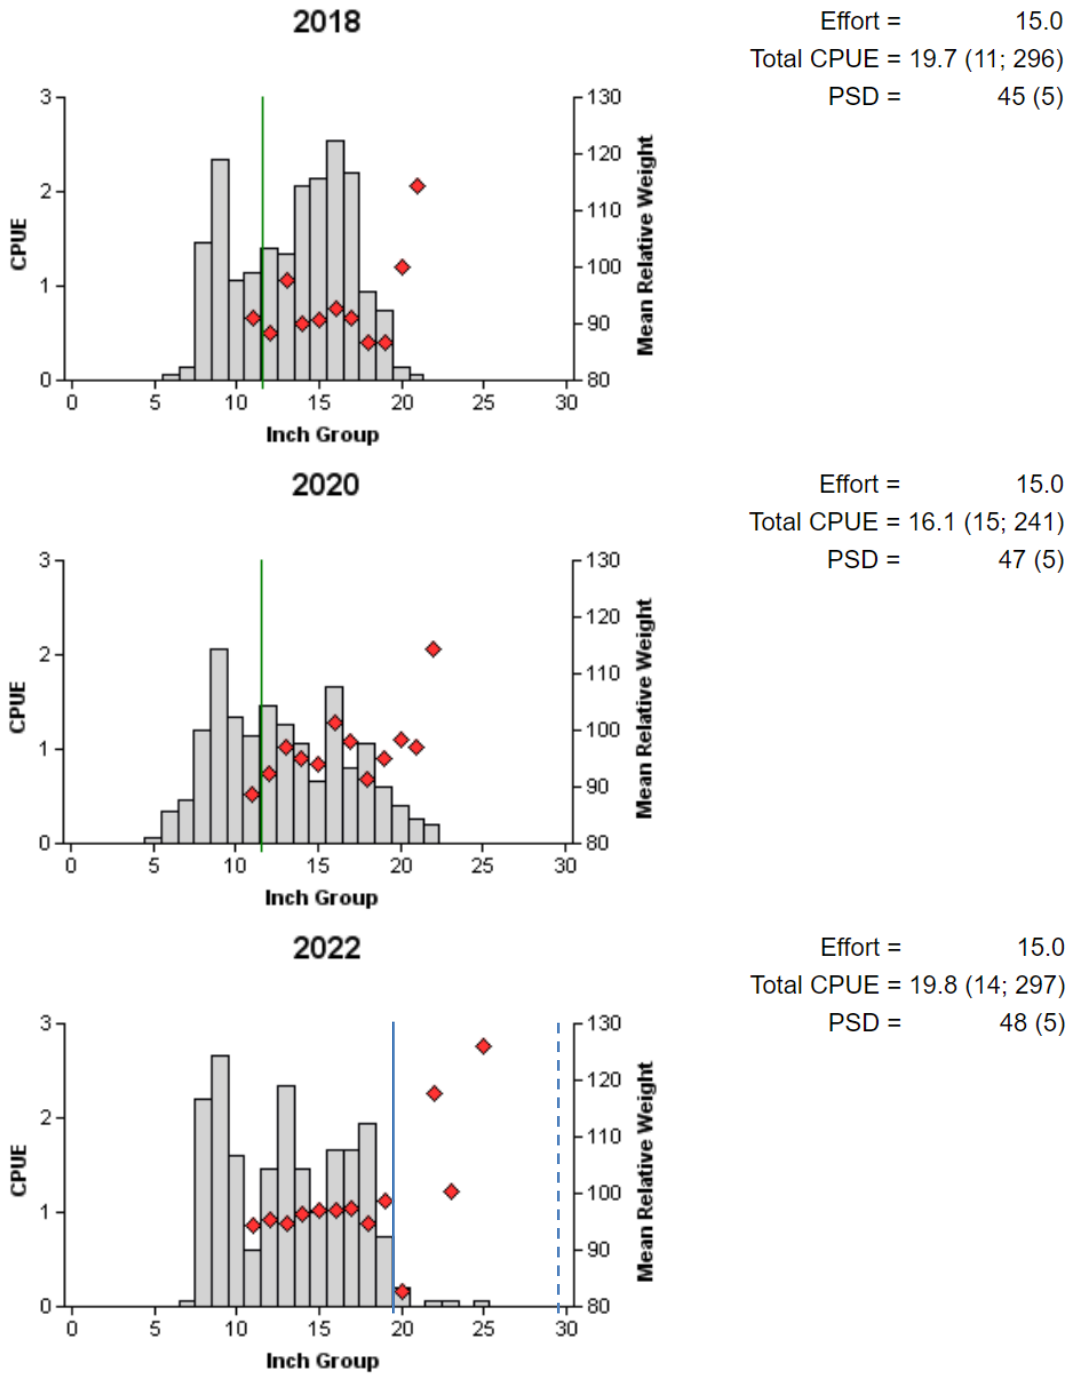 2018
Effort = 15.0
Total CPUE = 19.7 (11; 296)
PSD = 45 (5)
3
2
1
0
CPUE
130
120
110
100
90
80
Mean Relative Weight
0 5 10 15 20 25 30
Inch Group
2020
Effort = 15.0
Total CPUE = 16.1 (15; 241)
PSD = 47 (5)
3
2
1
0
CPUE
130
120
110
100
90
80
Mean Relative Weight
0 5 10 15 20 25 30
Inch Group
2022
Effort = 15.0
Total CPUE = 19.8 (14; 297)
PSD = 48 (5)
3
2
1
0
CPUE
130
120
110
100
90
80
Mean Relative Weight
0 5 10 15 20 25 30
Inch Group